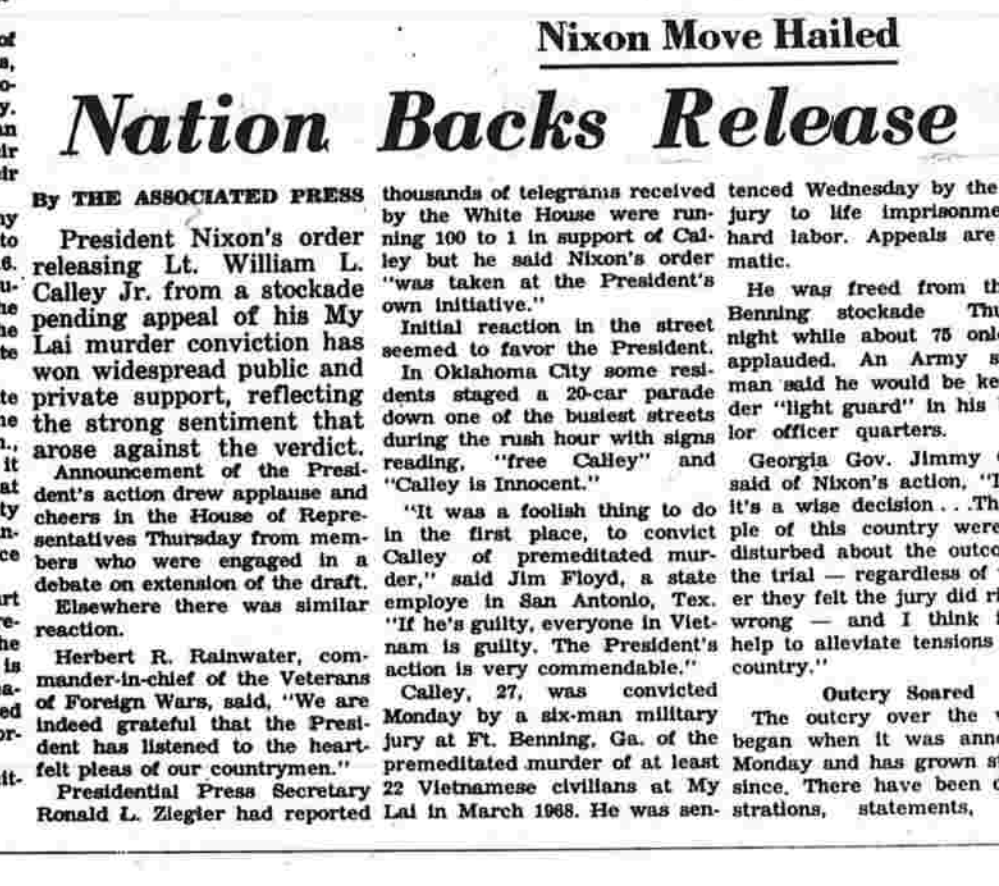 Nixon Move Hailed
Nation Backs Release
By THE ASSOCIATED PRESS
President Nixon's order
releasing Lt. William L.
Calley Jr. from a stockade
pending appeal of his My
Lai murder conviction has
won widespread public and
private support, reflecting
the strong sentiment that
arose against the verdict.
Announcement of the Presi-
dent's action drew applause and
cheers in the House of Repre-
sentatives Thursday from mem-
bers who were engaged in a
debate on extension of the draft.
Elsewhere there was similar
reaction.
Herbert R. Rainwater, com-
mander-in-chief of the Veterans
of Foreign Wars, said, "We are
indeed grateful that the Presi-
dent has listened to the heart-
felt pleas of our countrymen."
Presidential Press Secretary
Ronald L. Ziegler had reported
thousands of telegrams received
by the White House were run-
ning 100 to 1 in support of Cal-
ley but he said Nixon's order
"was taken at the President's
own initiative."
Initial reaction in the street
seemed to favor the President.
In Oklahoma City some resi-
dents staged a 20-car parade
down one of the busiest streets
during the rush hour with signs
reading, "free Calley" and
"Calley is Innocent."
"It was a foolish thing to do
in the first place, to convict
Calley of premeditated mur-
der," said Jim Floyd, a state
employe in San Antonio, Tex.
"If he's guilty, everyone in Viet-
nam is guilty. The President's
action is very commendable."
Calley, 27, was convicted
Monday by a six-man military
jury at Ft. Benning, Ga. of the
premeditated murder of at least
22 Vietnamese civilians at My
Lai in March 1968. He was sen-
tenced Wednesday by the
jury to life imprisonme
hard labor. Appeals are
matic.
He was freed from th
Benning stockade Thu
night while about 75 onl
applauded. An Army s
man said he would be ke
der "light guard" in his
lor officer quarters.
Georgia Gov. Jimmy
said of Nixon's action, "I
it's a wise decision . . .Th
ple of this country were
disturbed about the outco
the trial — regardless of
er they felt the jury did ri
wrong — and I think
help to alleviate tensions
country."
Outcry Soared
The outcry over the
began when it was ann
Monday and has grown st
since. There have been
strations, statements,